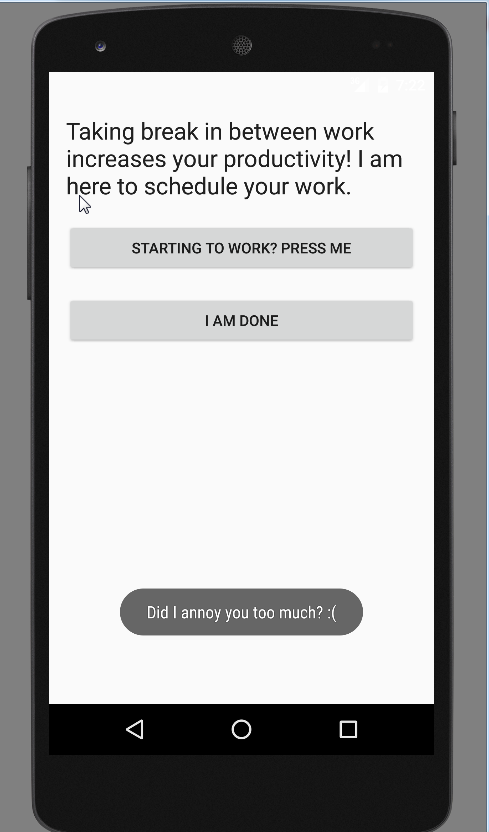 Taking break in between work
increases your productivity! I am
here to schedule your work.
STARTING TO WORK? PRESS ME
I AM DONE
Did I annoy you too much? :(